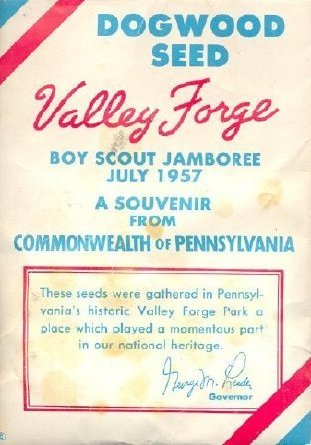 DOGWOOD
SEED
Valley Forge
BOY SCOUT JAMBOREE
JULY 1957
A SOUVENIR
FROM
COMMONWEALTH OF PENNSYLVANIA
These seeds were gathered in Pennsyl-
vania's historic Valley Forge Park a
place which played a momentous part
in our national heritage.
George M. Leader
Governor